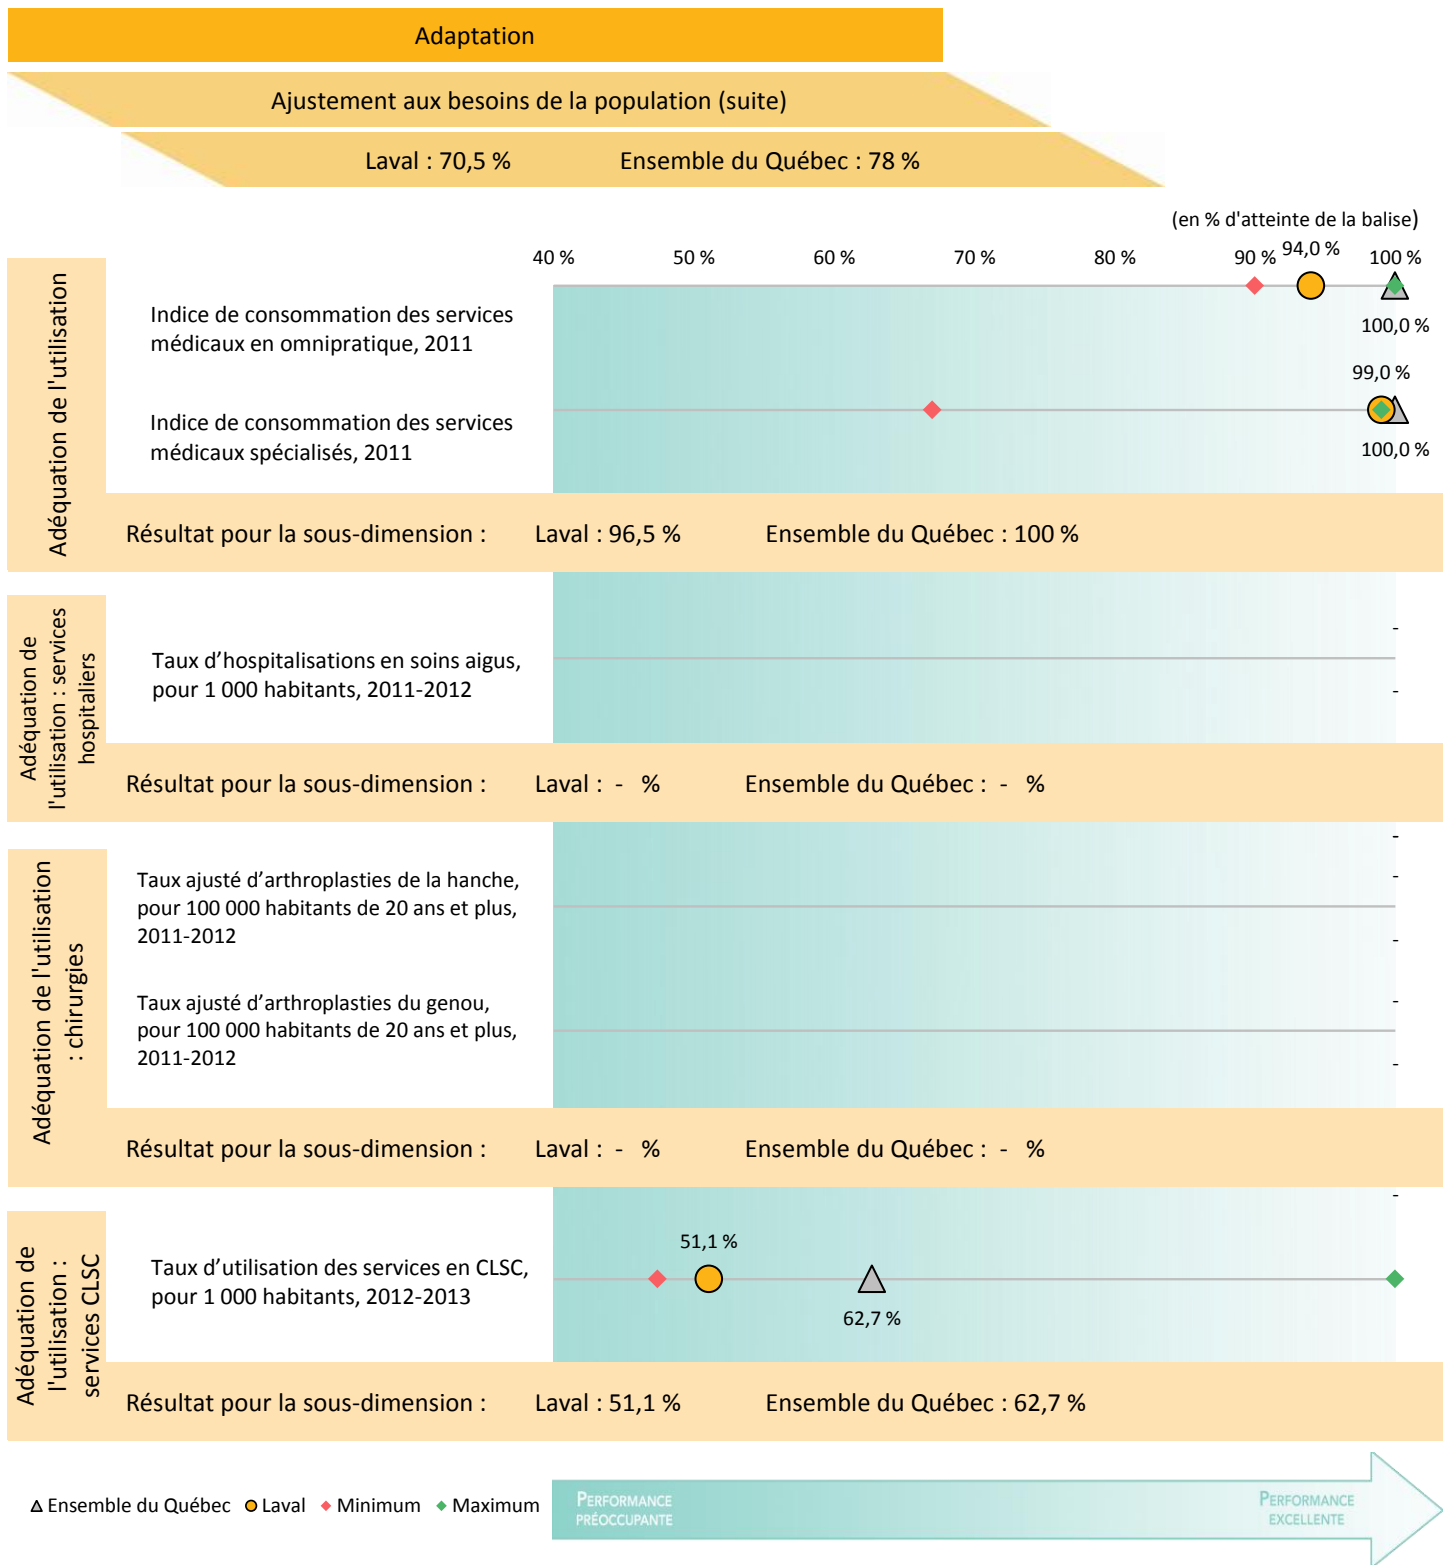 Adaptation
Ajustement aux besoins de la population (suite)
Laval : 70,5 % Ensemble du Québec : 78 %
(en % d'atteinte de la balise)
40 % 50 % 60 % 70 % 80 % 90 % 94,0 % 100 %
Adéquation de l'utilisation
Indice de consommation des services
médicaux en omnipratique, 2011
100,0 %
99,0 %
Indice de consommation des services
médicaux spécialisés, 2011
100,0 %
Résultat pour la sous-dimension : Laval : 96,5 % Ensemble du Québec : 100 %
Adéquation de
l'utilisation : services
hospitaliers
-
Taux d’hospitalisations en soins aigus,
pour 1 000 habitants, 2011-2012
-
Résultat pour la sous-dimension : Laval : - % Ensemble du Québec : - %
-
Adéquation de l'utilisation
: chirurgies
-
Taux ajusté d’arthroplasties de la hanche,
pour 100 000 habitants de 20 ans et plus,
2011-2012
-
-
Taux ajusté d’arthroplasties du genou,
pour 100 000 habitants de 20 ans et plus,
2011-2012
-
Résultat pour la sous-dimension : Laval : - % Ensemble du Québec : - %
-
Adéquation de
l'utilisation :
services CLSC
51,1 %
Taux d’utilisation des services en CLSC,
pour 1 000 habitants, 2012-2013
62,7 %
Résultat pour la sous-dimension : Laval : 51,1 % Ensemble du Québec : 62,7 %
Ensemble du Québec Laval Minimum Maximum
PERFORMANCE
PRÉOCCUPANTE
PERFORMANCE
EXCELLENTE